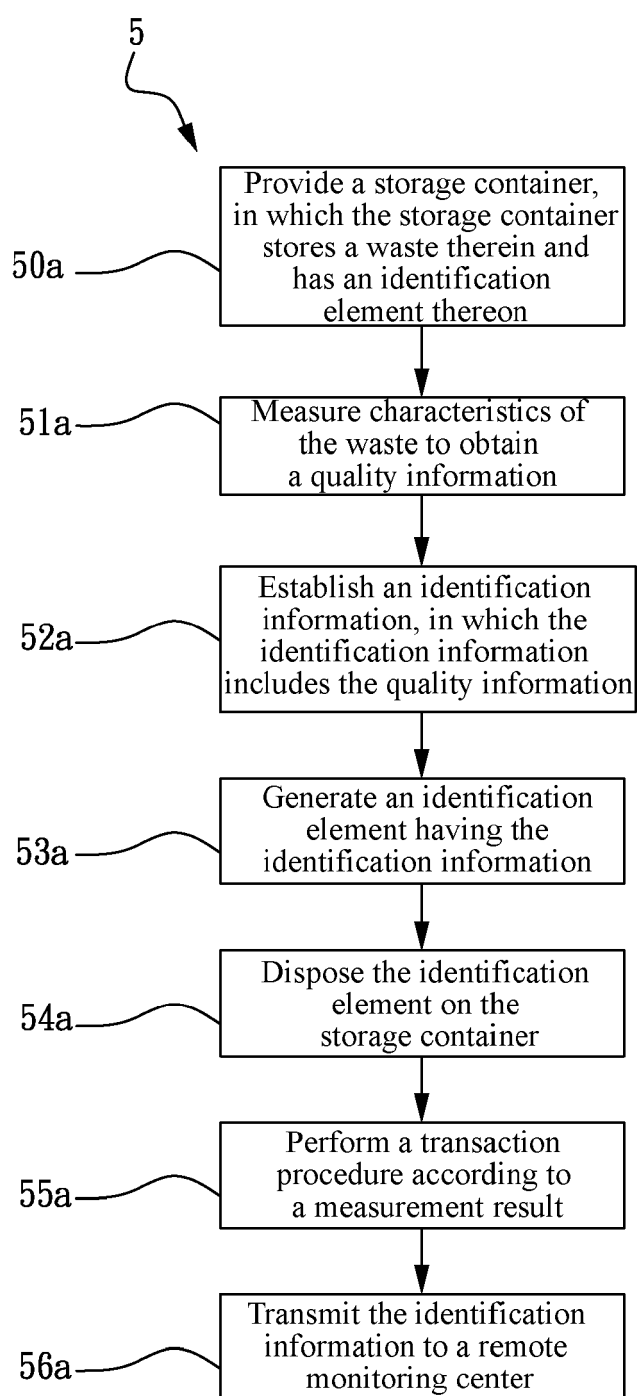 5
50a
Provide a storage container,
in which the storage container
stores a waste therein and
has an identification
element thereon
51a
Measure characteristics of
the waste to obtain
a quality information
52a
Establish an identification
information, in which the
identification information
includes the quality information
53a
Generate an identification
element having the
identification information
54a
Dispose the identification
element on the
storage container
55a
Perform a transaction
procedure according to
a measurement result
56a
Transmit the identification
information to a remote
monitoring center